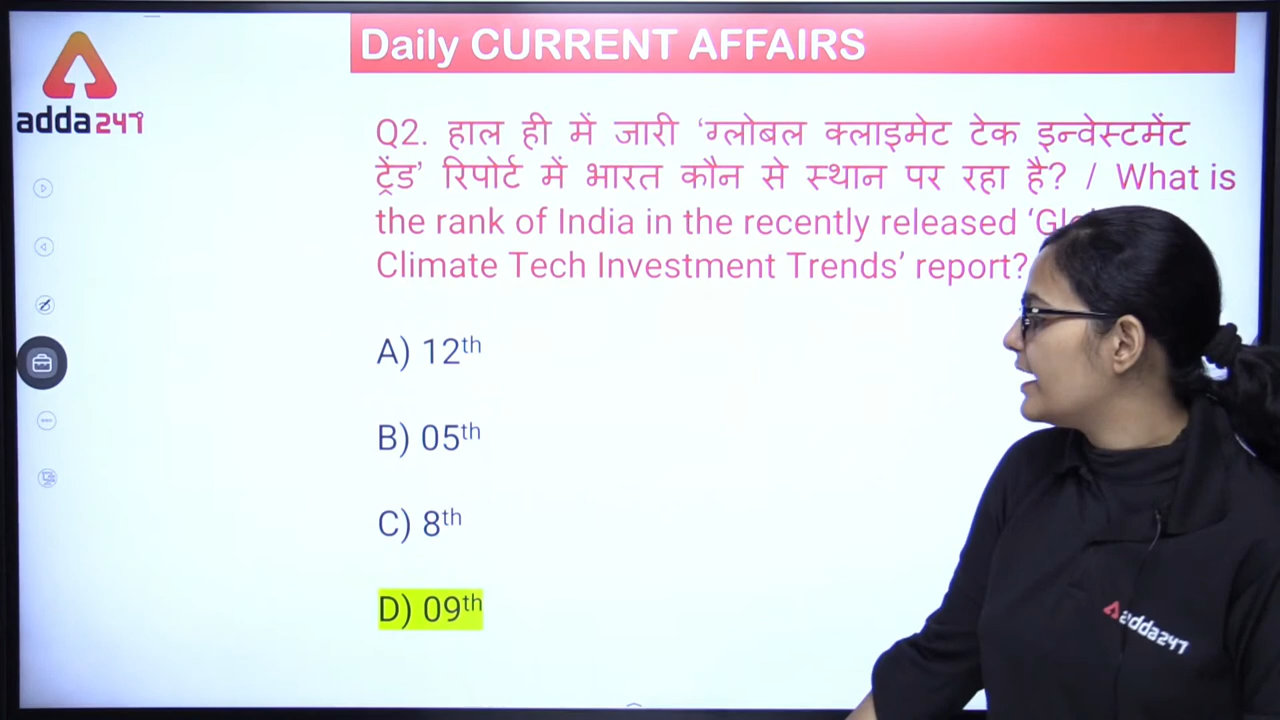 Daily CURRENT AFFAIRS
adda247
Q2. हाल ही में जारी ‘ग्लोबल क्लाइमेट टेक इन्वेस्टमेंट
ट्रेंड’ रिपोर्ट में भारत कौन से स्थान पर रहा है? / What is
the rank of India in the recently released
Climate Tech Investment Trends’ report?
A) 12th
B) 05th
C) 8th
D) 09th
adda247